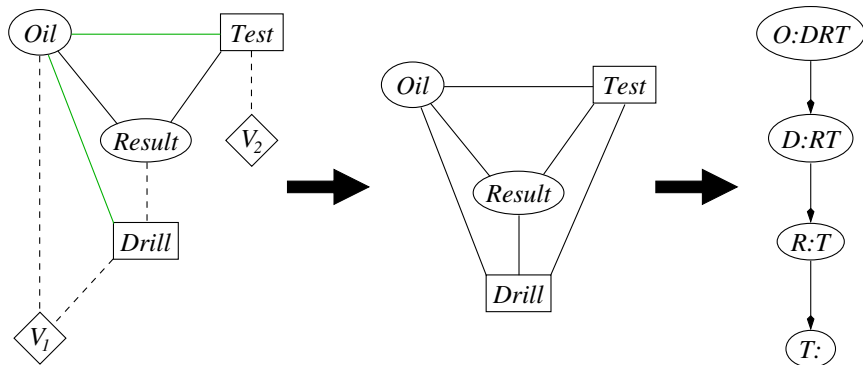 Oil
Test
Result
V₂
Drill
V₁
Oil
Test
Result
Drill
O:DRT
D:RT
R:T
T: